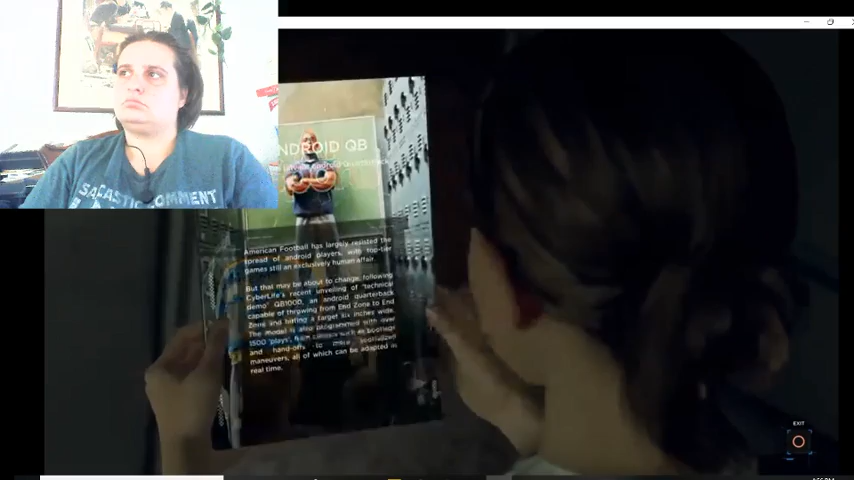 SARCASTIC COMMENT
NDROID QB
American Football has largely resisted the
spread of android players, with top-tier
games still an exclusively human affair.
But that may be about to change, following
CyberLife's recent unveiling of "technical
demo" QB1000, an android quarterback
capable of throwing from End Zone to End
Zone and hitting a target six inches wide.
The model is also programmed with over
1500 'plays', from such as bootlegs
and hand-offs to more specialized
maneuvers, all of which can be adapted in
real time.
EXIT